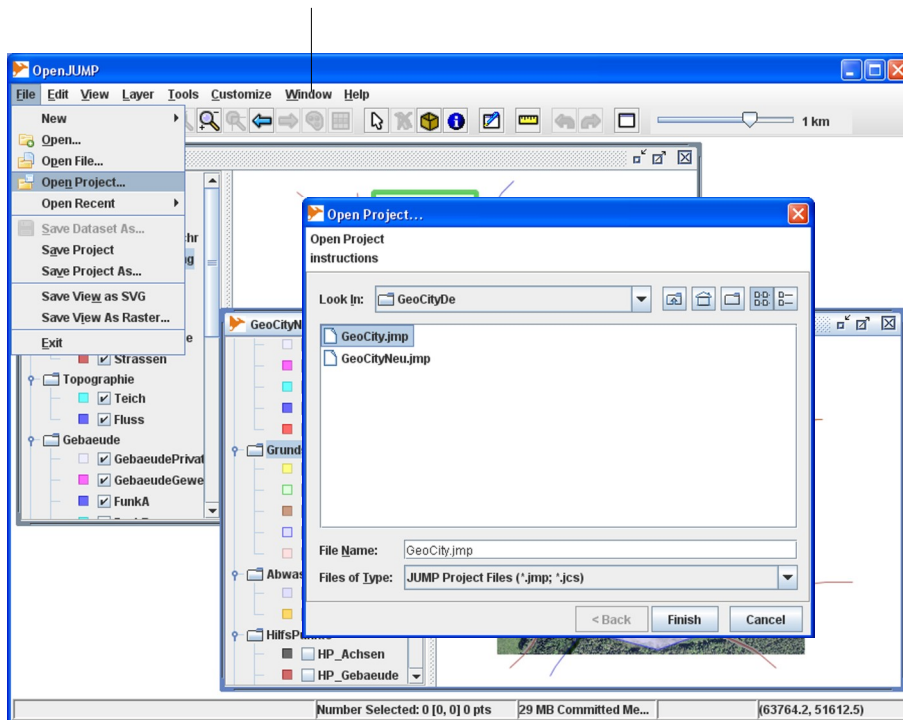 OpenJUMP
File Edit View Layer Tools Customize Window Help
1 km
New
Open...
Open File...
Open Project...
Open Recent
Save Dataset As...
Save Project
Save Project As...
Save View as SVG
Save View As Raster...
Exit
Strassen
Topographie
Teich
Fluss
Gebaeude
GebaeudePrivat
GebaeudeGewe
FunkA
GeoCityN
Grund
Abwas
HP_Achsen
HP_Gebaeude
Open Project...
Open Project
instructions
Look In: GeoCityDe
GeoCity.jmp
GeoCityNeu.jmp
File Name: GeoCity.jmp
Files of Type: JUMP Project Files (*.jmp; *.jcs)
< Back Finish Cancel
Number Selected: 0 [0, 0] 0 pts 29 MB Committed Me... (63764.2, 51612.5)